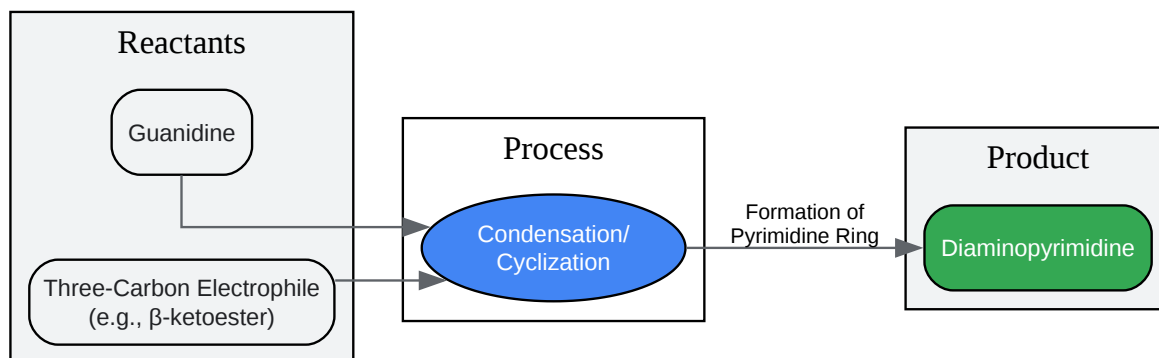 Reactants
Guanidine
Three-Carbon Electrophile
(e.g., β-ketoester)
Process
Condensation/
Cyclization
Formation of
Pyrimidine Ring
Product
Diaminopyrimidine